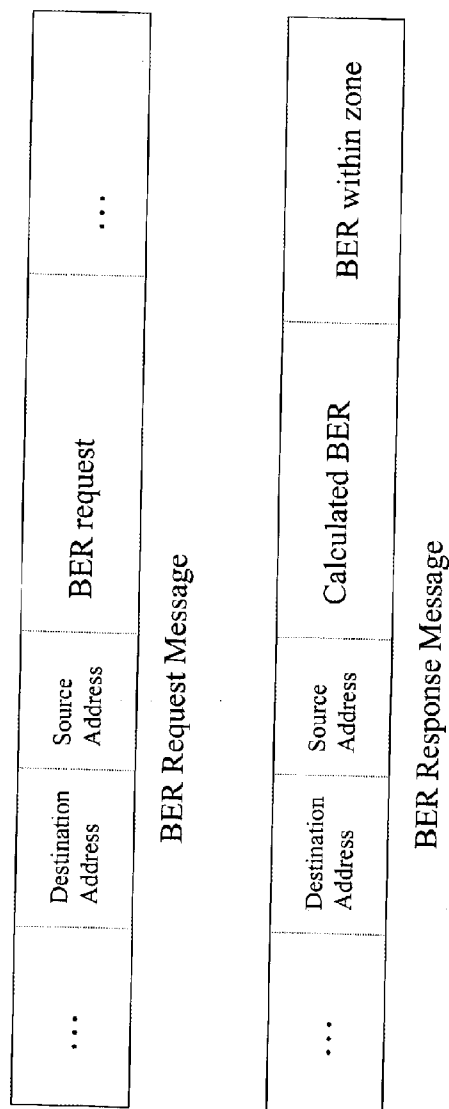 ...
Destination
Address
Source
Address
BER request
...
BER Request Message
...
Destination
Address
Source
Address
Calculated BER
BER within zone
BER Response Message